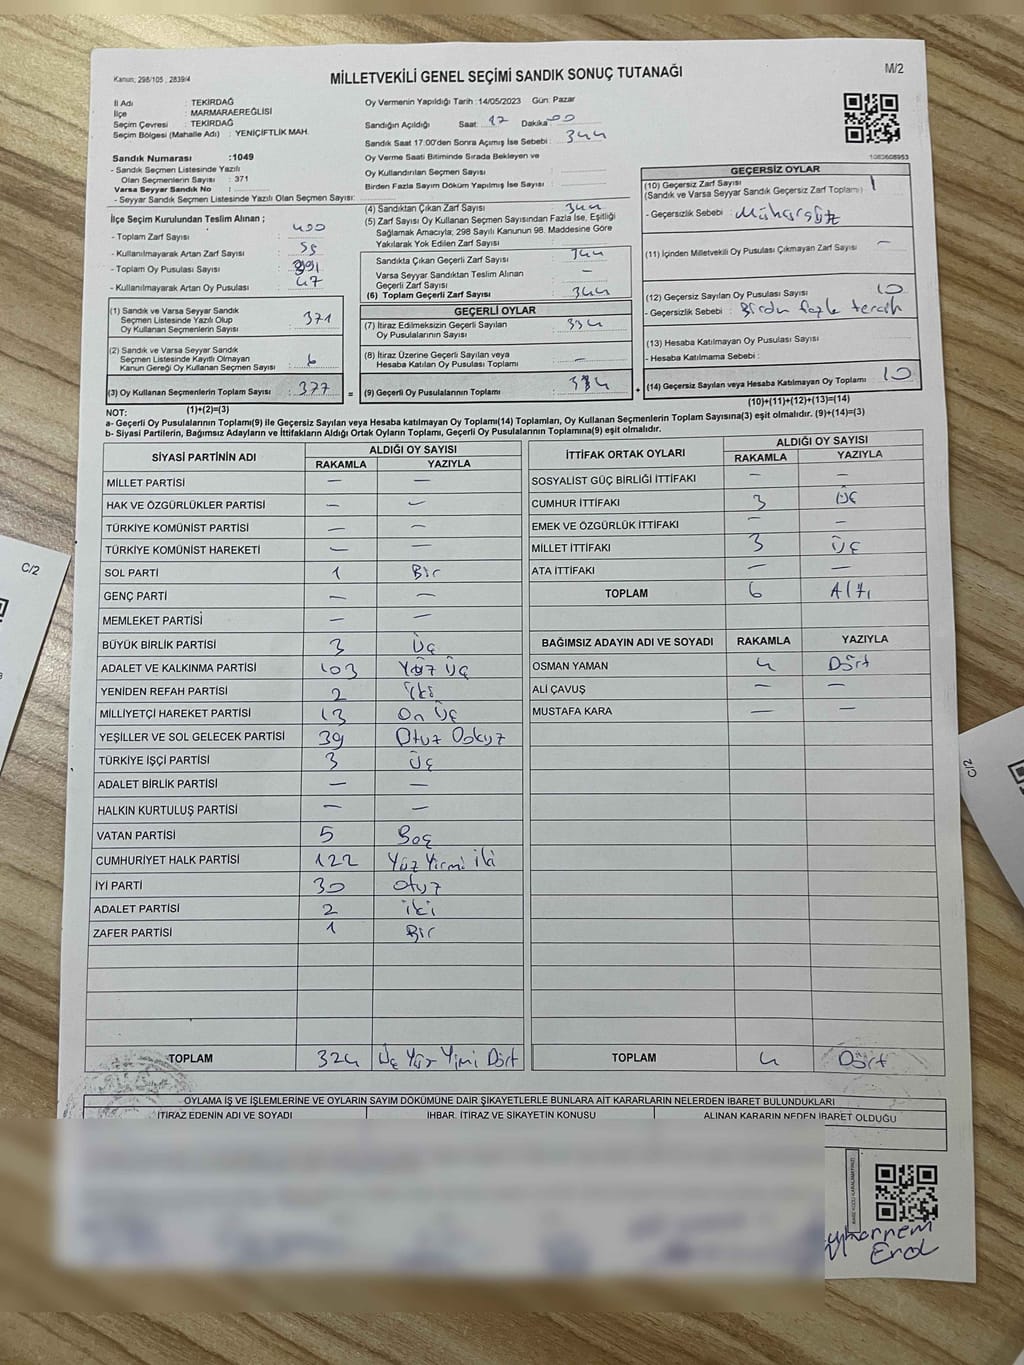 Kanun; 298/105 , 2839/4
MİLLETVEKİLİ GENEL SEÇİMİ SANDIK SONUÇ TUTANAĞI
M/2
İl Adı : TEKİRDAĞ
İlçe : MARMARAEREĞLİSİ
Seçim Çevresi : TEKİRDAĞ
Seçim Bölgesi (Mahalle Adı) : YENİÇİFTLİK MAH.
Oy Vermenin Yapıldığı Tarih :14/05/2023 Gün: Pazar
Sandığın Açıldığı Saat: 17 Dakika: 00
Sandık Saat 17:00'den Sonra Açımış İse Sebebi : 344
Oy Verme Saati Bitiminde Sırada Bekleyen ve
Oy Kullandırılan Seçmen Sayısı
Birden Fazla Sayım Döküm Yapılmış İse Sayısı :
1083608953
Sandık Numarası :1049
- Sandık Seçmen Listesinde Yazılı
Olan Seçmenlerin Sayısı : 371
Varsa Seyyar Sandık No :
- Seyyar Sandık Seçmen Listesinde Yazılı Olan Seçmen Sayısı:
İlçe Seçim Kurulundan Teslim Alınan ;
- Toplam Zarf Sayısı : 400
- Kullanılmayarak Artan Zarf Sayısı : 55
- Toplam Oy Pusulası Sayısı : 391
- Kullanılmayarak Artan Oy Pusulası : 47
(1) Sandık ve Varsa Seyyar Sandık
Seçmen Listesinde Yazılı Olup
Oy Kullanan Seçmenlerin Sayısı : 371
(2) Sandık ve Varsa Seyyar Sandık
Seçmen Listesinde Kayıtlı Olmayan
Kanun Gereği Oy Kullanan Seçmen Sayısı : 6
(3) Oy Kullanan Seçmenlerin Toplam Sayısı : 377
(1)+(2)=(3)
(4) Sandıktan Çıkan Zarf Sayısı : 344
(5) Zarf Sayısı Oy Kullanan Seçmen Sayısından Fazla İse, Eşitliği
Sağlamak Amacıyla; 298 Sayılı Kanunun 98. Maddesine Göre
Yakılarak Yok Edilen Zarf Sayısı :
Sandıkta Çıkan Geçerli Zarf Sayısı : 344
Varsa Seyyar Sandıktan Teslim Alınan
Geçerli Zarf Sayısı : —
(6) Toplam Geçerli Zarf Sayısı : 344
GEÇERLİ OYLAR
(7) İtiraz Edilmeksizin Geçerli Sayılan
Oy Pusulalarının Sayısı : 334
(8) İtiraz Üzerine Geçerli Sayılan veya
Hesaba Katılan Oy Pusulası Toplamı : —
= (9) Geçerli Oy Pusulalarının Toplamı : 334 +
GEÇERSİZ OYLAR
(10) Geçersiz Zarf Sayısı
(Sandık ve Varsa Seyyar Sandık Geçersiz Zarf Toplamı) : 1
- Geçersizlik Sebebi : Mühürsüz
(11) İçinden Milletvekili Oy Pusulası Çıkmayan Zarf Sayısı —
(12) Geçersiz Sayılan Oy Pusulası Sayısı : 10
- Geçersizlik Sebebi : Birden fazla tercih
(13) Hesaba Katılmayan Oy Pusulası Sayısı
- Hesaba Katılmama Sebebi :
(14) Geçersiz Sayılan veya Hesaba Katılmayan Oy Toplamı : 10
(10)+(11)+(12)+(13)=(14)
NOT:
a- Geçerli Oy Pusulalarının Toplamı(9) ile Geçersiz Sayılan veya Hesaba katılmayan Oy Toplamı(14) Toplamları, Oy Kullanan Seçmenlerin Toplam Sayısına(3) eşit olmalıdır. (9)+(14)=(3)
b- Siyasi Partilerin, Bağımsız Adayların ve İttifakların Aldığı Ortak Oyların Toplamı, Geçerli Oy Pusulalarının Toplamına(9) eşit olmalıdır.
SİYASİ PARTİNİN ADI ALDIĞI OY SAYISI
RAKAMLA YAZIYLA
MİLLET PARTİSİ — —
HAK VE ÖZGÜRLÜKLER PARTİSİ — —
TÜRKİYE KOMÜNİST PARTİSİ — —
TÜRKİYE KOMÜNİST HAREKETİ — —
SOL PARTİ 1 Bir
GENÇ PARTİ — —
MEMLEKET PARTİSİ — —
BÜYÜK BİRLİK PARTİSİ 3 Üç
ADALET VE KALKINMA PARTİSİ 103 Yüz Üç
YENİDEN REFAH PARTİSİ 2 İki
MİLLİYETÇİ HAREKET PARTİSİ 13 On Üç
YEŞİLLER VE SOL GELECEK PARTİSİ 39 Otuz Dokuz
TÜRKİYE İŞÇİ PARTİSİ 3 Üç
ADALET BİRLİK PARTİSİ — —
HALKIN KURTULUŞ PARTİSİ — —
VATAN PARTİSİ 5 Beş
CUMHURİYET HALK PARTİSİ 122 Yüz Yirmi iki
İYİ PARTİ 30 Otuz
ADALET PARTİSİ 2 iki
ZAFER PARTİSİ 1 Bir
TOPLAM 324 Üç Yüz Yimi Dört
İTTİFAK ORTAK OYLARI ALDIĞI OY SAYISI
RAKAMLA YAZIYLA
SOSYALİST GÜÇ BİRLİĞİ İTTİFAKI — —
CUMHUR İTTİFAKI 3 Üç
EMEK VE ÖZGÜRLÜK İTTİFAKI — —
MİLLET İTTİFAKI 3 Üç
ATA İTTİFAKI — —
TOPLAM 6 Altı
BAĞIMSIZ ADAYIN ADI VE SOYADI RAKAMLA YAZIYLA
OSMAN YAMAN 4 Dört
ALİ ÇAVUŞ — —
MUSTAFA KARA — —
TOPLAM 4 Dört
OYLAMA İŞ VE İŞLEMLERİNE VE OYLARIN SAYIM DÖKÜMÜNE DAİR ŞİKAYETLERLE BUNLARA AİT KARARLARIN NELERDEN İBARET BULUNDUKLARI
İTİRAZ EDENİN ADI VE SOYADI İHBAR, İTİRAZ VE ŞİKAYETİN KONUSU ALINAN KARARIN NEDEN İBARET OLDUĞU
Erol
C/2
C/2